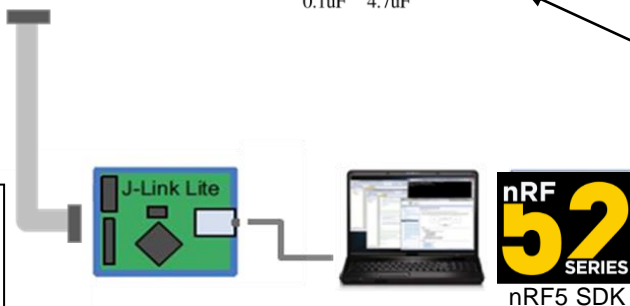 0.1uF 4.7uF
J-Link Lite
nRF
52
SERIES
nRF5 SDK